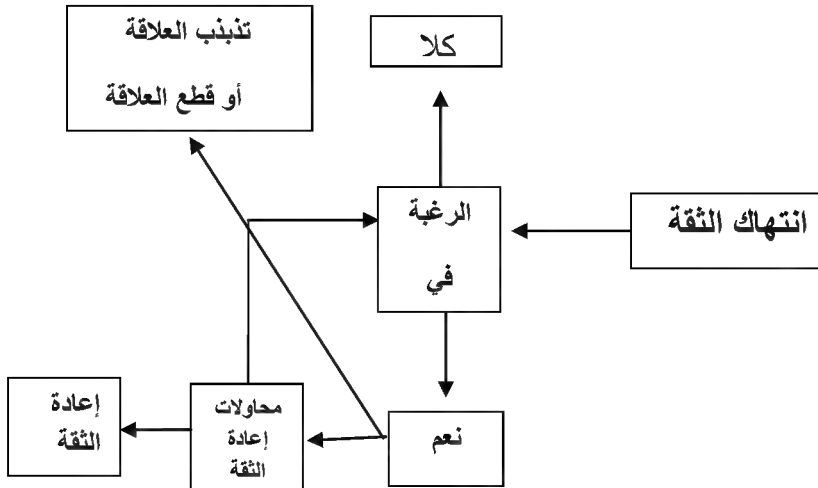 تذبذب العلاقة
أو قطع العلاقة
كلا
الرغبة
في
انتهاك الثقة
إعادة
الثقة
محاولات
إعادة
الثقة
نعم